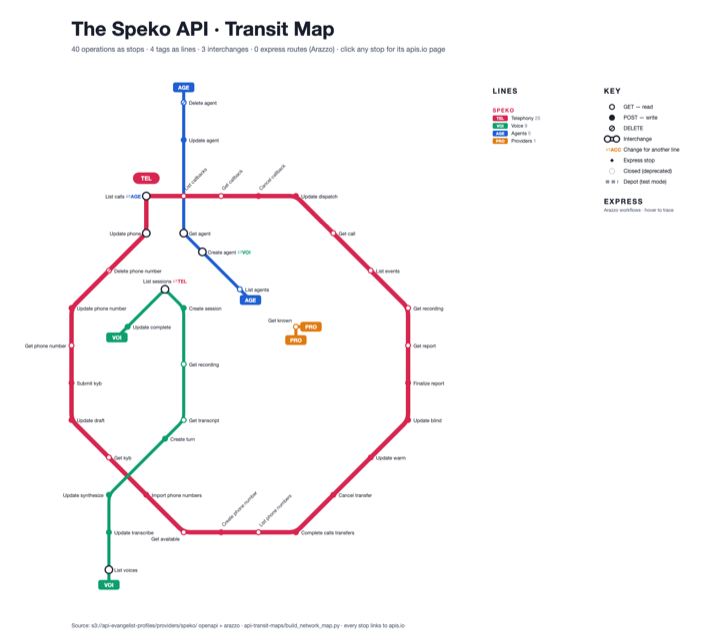 The Speko API · Transit Map
40 operations as stops · 4 tags as lines · 3 interchanges · 0 express routes (Arazzo) · click any stop for its apis.io page
AGE
Delete agent
Update agent
List callbacks
Get callback
Cancel callback
TEL
List calls ⇄AGE
Update dispatch
Update phone
Get agent
Get call
Create agent ⇄VOI
Delete phone number
List events
List sessions ⇄TEL
List agents
AGE
Update phone number
Create session
Get recording
Get known
PRO
Update complete
VOI
PRO
Get phone number
Get report
Get recording
Submit kyb
Finalize report
Update draft
Get transcript
Update blind
Create turn
Get kyb
Update warm
Update synthesize
Import phone numbers
Create phone number
List phone numbers
Cancel transfer
Update transcribe
Get available
Complete calls transfers
List voices
VOI
LINES
SPEKO
TEL Telephony
VOI Voice
AGE Agents
PRO Providers
KEY
GET — read
POST — write
DELETE
Interchange
⇄ACC Change for another line
Express stop
Closed (deprecated)
Depot (test mode)
EXPRESS
Arazzo workflows · hover to trace
Source: s3://api-evangelist-profiles/providers/speko/ openapi + arazzo · api-transit-maps/build_network_map.py · every stop links to apis.io